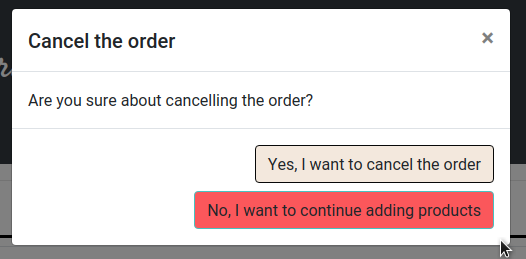 Cancel the order ×
Are you sure about cancelling the order?
Yes, I want to cancel the order
No, I want to continue adding products